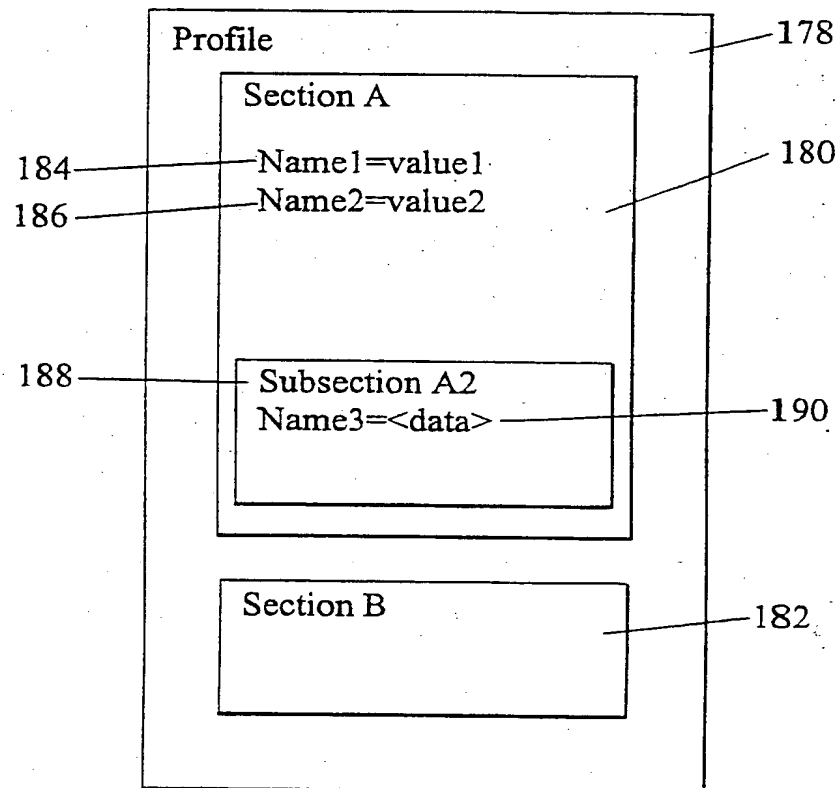 Profile
178
Section A
184
Name1=value1
180
186
Name2=value2
188
Subsection A2
Name3=<data>
190
Section B
182